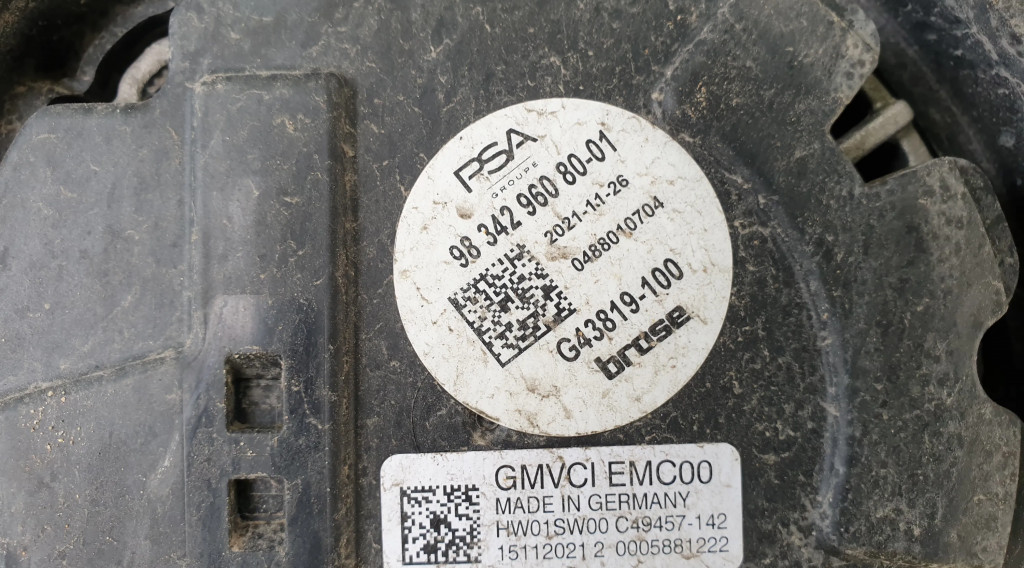 PSA
GROUPE
98 342 960 80-01
2021-11-26
0488010704
G43819-100
brose
GMVCI EMC00
MADE IN GERMANY
HW01SW00 C49457-142
15112021 2 0005881222